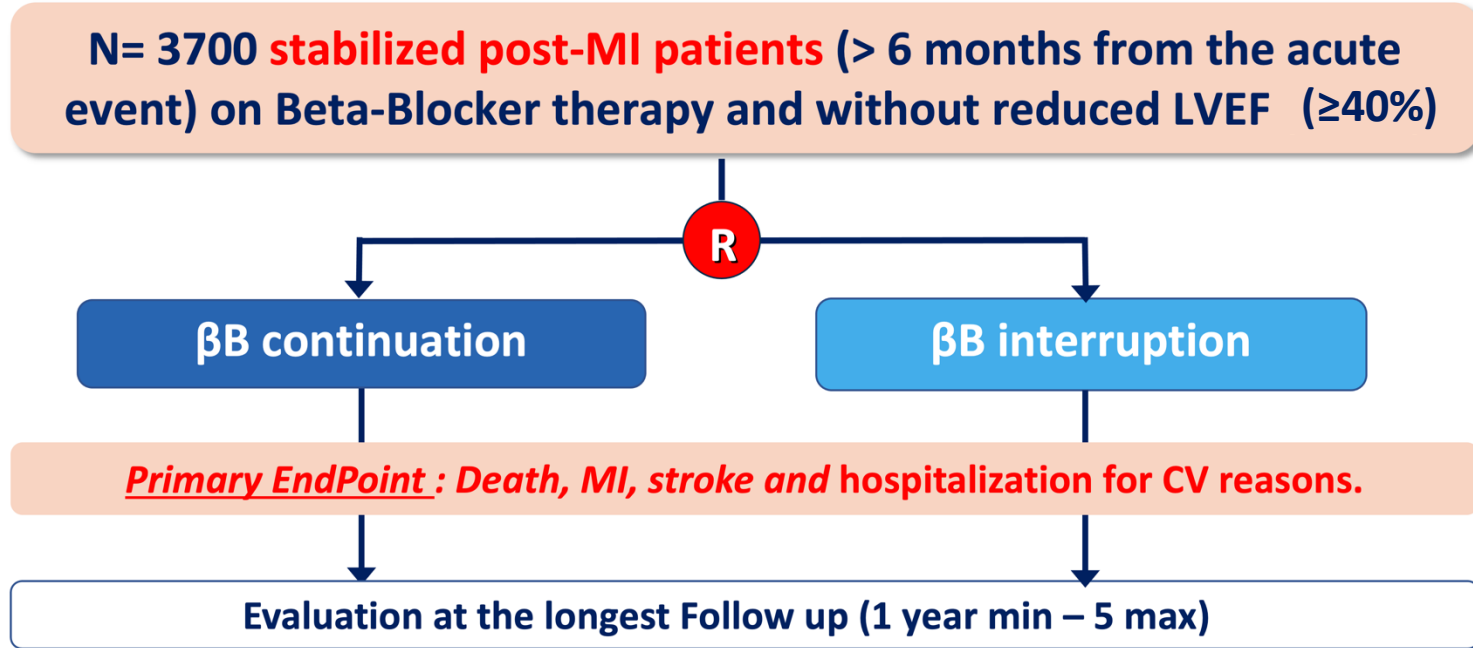 N= 3700 stabilized post-MI patients (> 6 months from the acute
event) on Beta-Blocker therapy and without reduced LVEF (≥40%)
R
βB continuation
βB interruption
Primary EndPoint : Death, MI, stroke and hospitalization for CV reasons.
Evaluation at the longest Follow up (1 year min – 5 max)